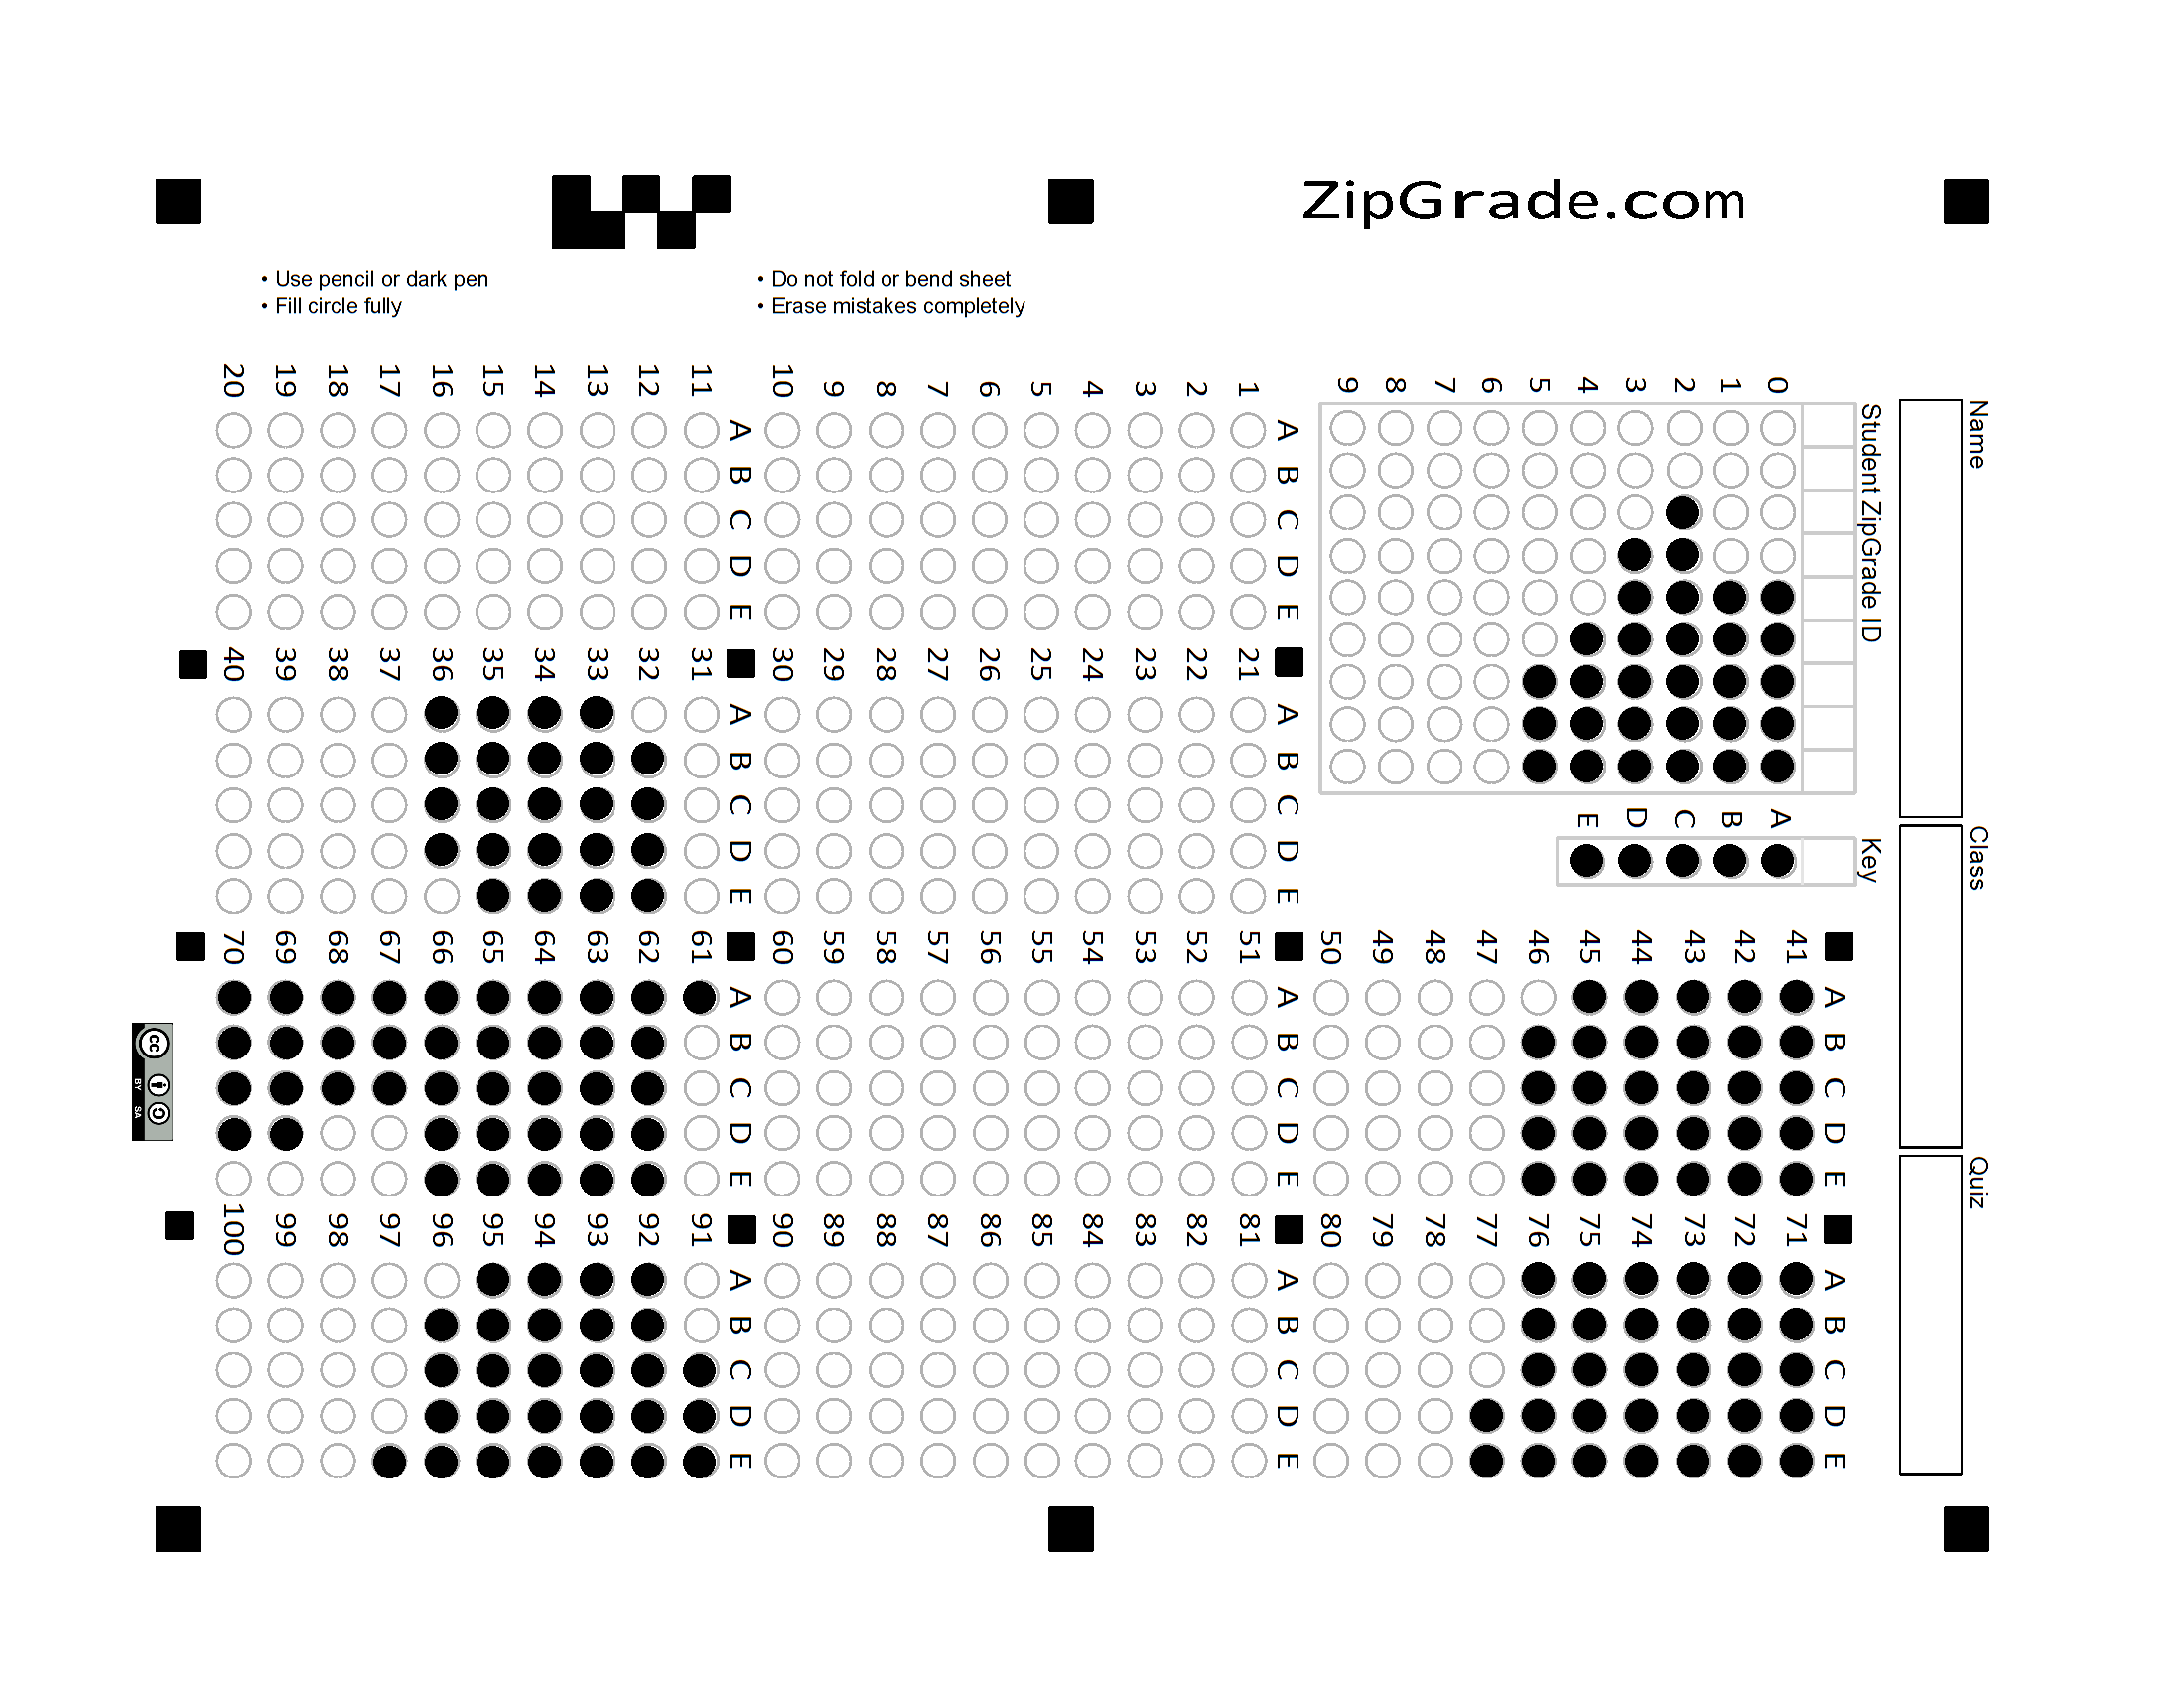 ZipGrade.com
• Use pencil or dark pen
• Fill circle fully
• Do not fold or bend sheet
• Erase mistakes completely
Name
Class
Quiz
Student ZipGrade ID
0 1 2 3 4 5 6 7 8 9
Key
A B C D E
A B C D E
1 2 3 4 5 6 7 8 9 10
A B C D E
11 12 13 14 15 16 17 18 19 20
A B C D E
21 22 23 24 25 26 27 28 29 30
A B C D E
31 32 33 34 35 36 37 38 39 40
A B C D E
41 42 43 44 45 46 47 48 49 50
A B C D E
51 52 53 54 55 56 57 58 59 60
A B C D E
61 62 63 64 65 66 67 68 69 70
A B C D E
71 72 73 74 75 76 77 78 79 80
A B C D E
81 82 83 84 85 86 87 88 89 90
A B C D E
91 92 93 94 95 96 97 98 99 100
cc
BY SA